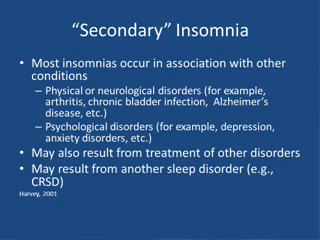 “Secondary” Insomnia
• Most insomnias occur in association with other
conditions
– Physical or neurological disorders (for example,
arthritis, chronic bladder infection, Alzheimer’s
disease, etc.)
– Psychological disorders (for example, depression,
anxiety disorders, etc.)
• May also result from treatment of other disorders
• May result from another sleep disorder (e.g.,
CRSD)
Harvey, 2001